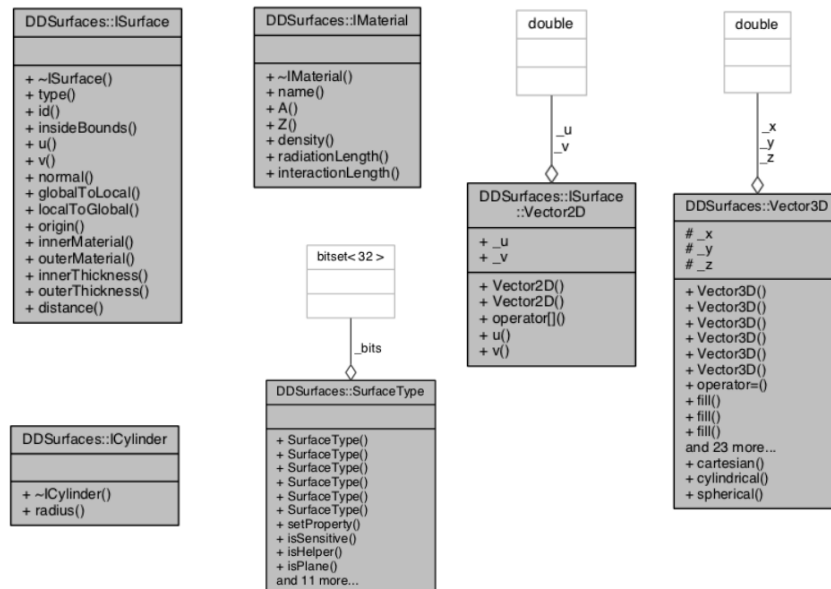 DDSurfaces::ISurface
+ ~ISurface()
+ type()
+ id()
+ insideBounds()
+ u()
+ v()
+ normal()
+ globalToLocal()
+ localToGlobal()
+ origin()
+ innerMaterial()
+ outerMaterial()
+ innerThickness()
+ outerThickness()
+ distance()
DDSurfaces::IMaterial
+ ~IMaterial()
+ name()
+ A()
+ Z()
+ density()
+ radiationLength()
+ interactionLength()
double
_u
_v
DDSurfaces::ISurface
::Vector2D
+ _u
+ _v
+ Vector2D()
+ Vector2D()
+ operator[]()
+ u()
+ v()
double
_x
_y
_z
DDSurfaces::Vector3D
# _x
# _y
# _z
+ Vector3D()
+ Vector3D()
+ Vector3D()
+ Vector3D()
+ Vector3D()
+ Vector3D()
+ operator=()
+ fill()
+ fill()
+ fill()
and 23 more...
+ cartesian()
+ cylindrical()
+ spherical()
bitset< 32 >
_bits
DDSurfaces::SurfaceType
+ SurfaceType()
+ SurfaceType()
+ SurfaceType()
+ SurfaceType()
+ SurfaceType()
+ SurfaceType()
+ setProperty()
+ isSensitive()
+ isHelper()
+ isPlane()
and 11 more...
DDSurfaces::ICylinder
+ ~ICylinder()
+ radius()